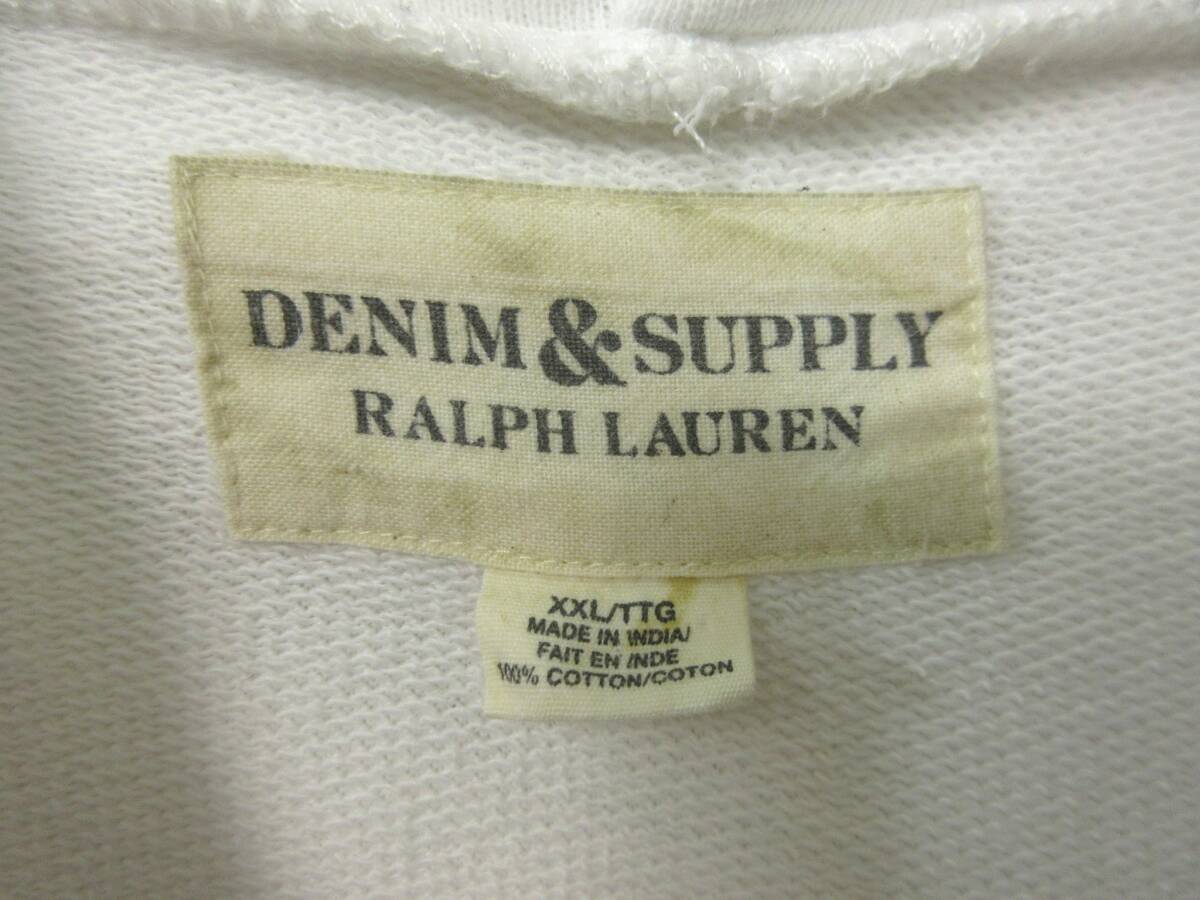 DENIM & SUPPLY
RALPH LAUREN
XXL/TTG
MADE IN INDIA/
FAIT EN INDE
100% COTTON/COTON